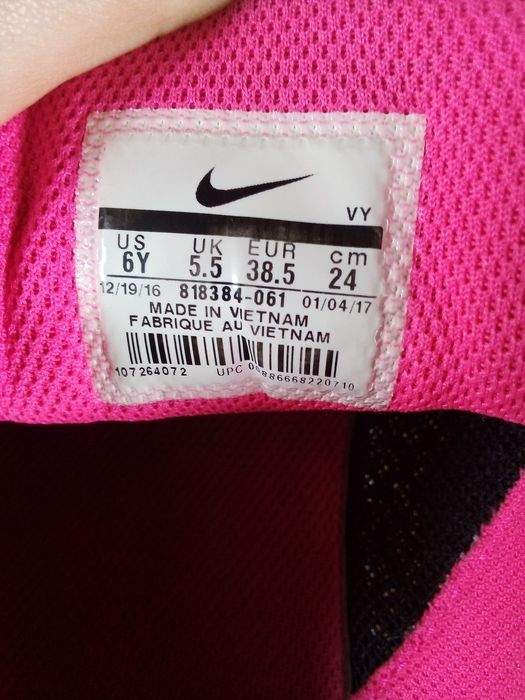 VY
US UK EUR cm
6Y 5.5 38.5 24
12/19/16 818384-061 01/04/17
MADE IN VIETNAM
FABRIQUE AU VIETNAM
107264072 UPC 00886668220710